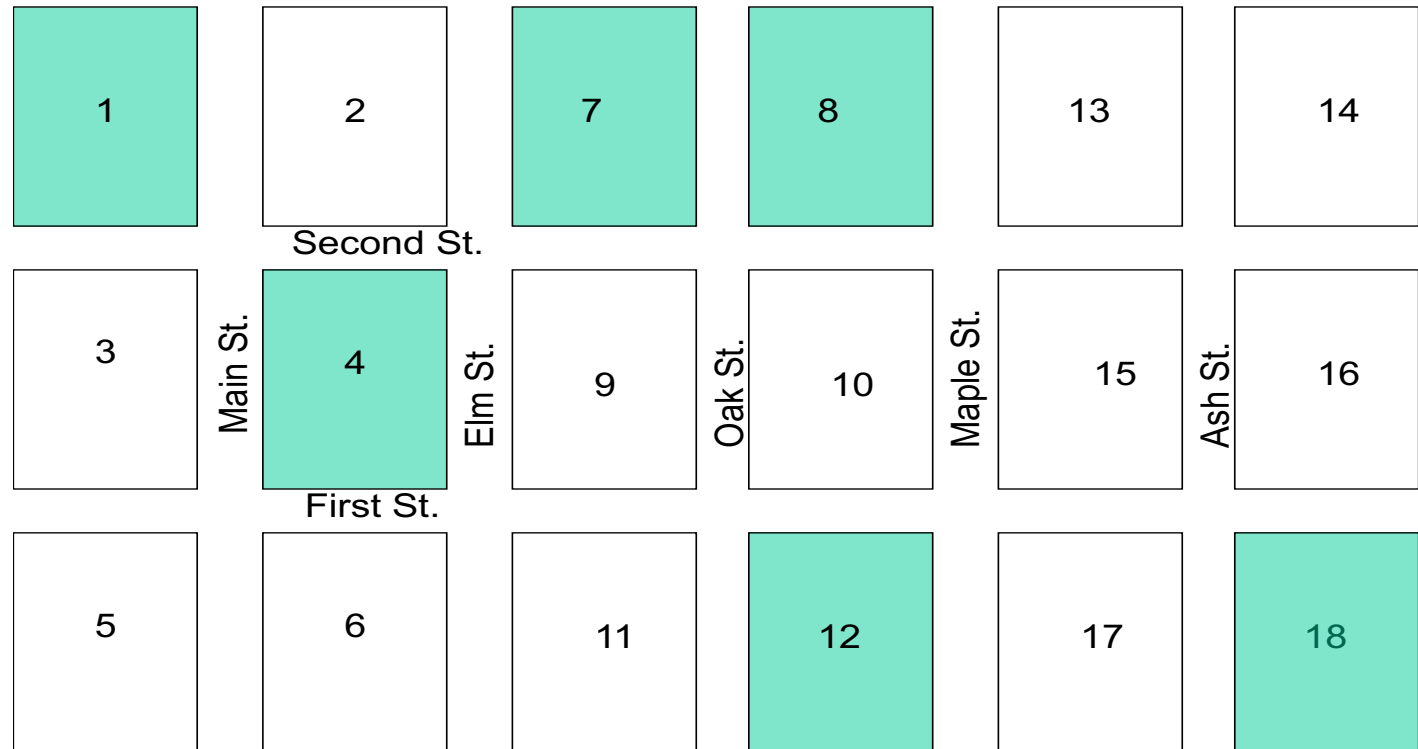 1 2 7 8 13 14
Second St.
3 Main St. 4 Elm St. 9 Oak St. 10 Maple St. 15 Ash St. 16
First St.
5 6 11 12 17 18